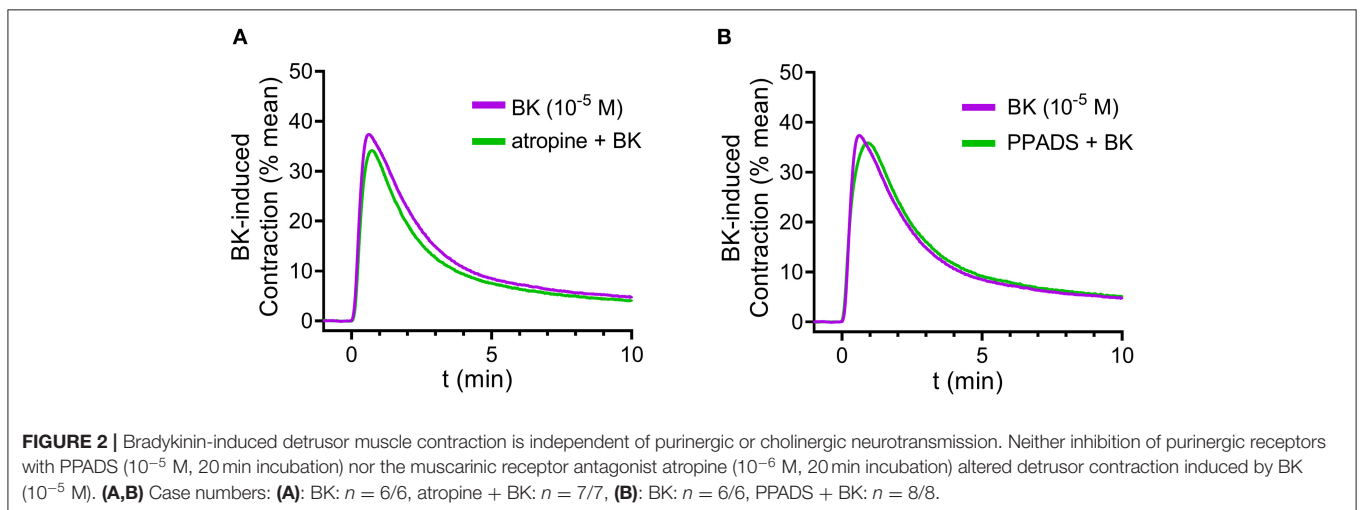 A
BK-induced
Contraction (% mean)
50
40
30
20
10
0
BK (10⁻⁵ M)
atropine + BK
0
5
10
t (min)
B
BK-induced
Contraction (% mean)
50
40
30
20
10
0
BK (10⁻⁵ M)
PPADS + BK
0
5
10
t (min)
FIGURE 2 | Bradykinin-induced detrusor muscle contraction is independent of purinergic or cholinergic neurotransmission. Neither inhibition of purinergic receptors
with PPADS (10⁻⁵ M, 20 min incubation) nor the muscarinic receptor antagonist atropine (10⁻⁶ M, 20 min incubation) altered detrusor contraction induced by BK
(10⁻⁵ M). (A,B) Case numbers: (A): BK: n = 6/6, atropine + BK: n = 7/7, (B): BK: n = 6/6, PPADS + BK: n = 8/8.